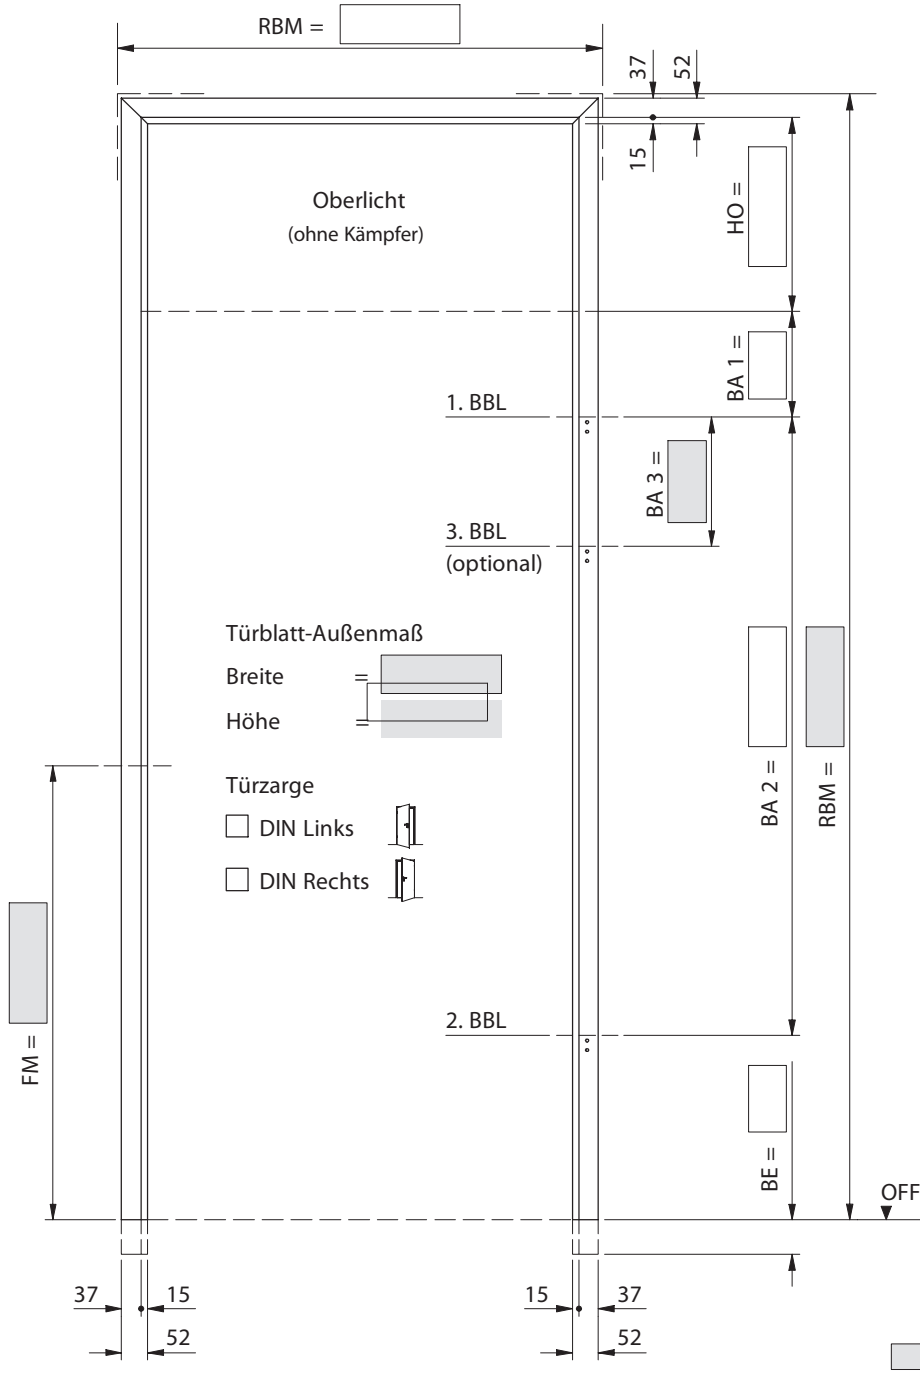 RBM =
37
52
15
Oberlicht
(ohne Kämpfer)
HO =
BA 1 =
1. BBL
BA 3 =
3. BBL
(optional)
Türblatt-Außenmaß
Breite =
Höhe =
Türzarge
DIN Links
DIN Rechts
BA 2 =
RBM =
FM =
2. BBL
BE =
OFF
37 15
15 37
52
52